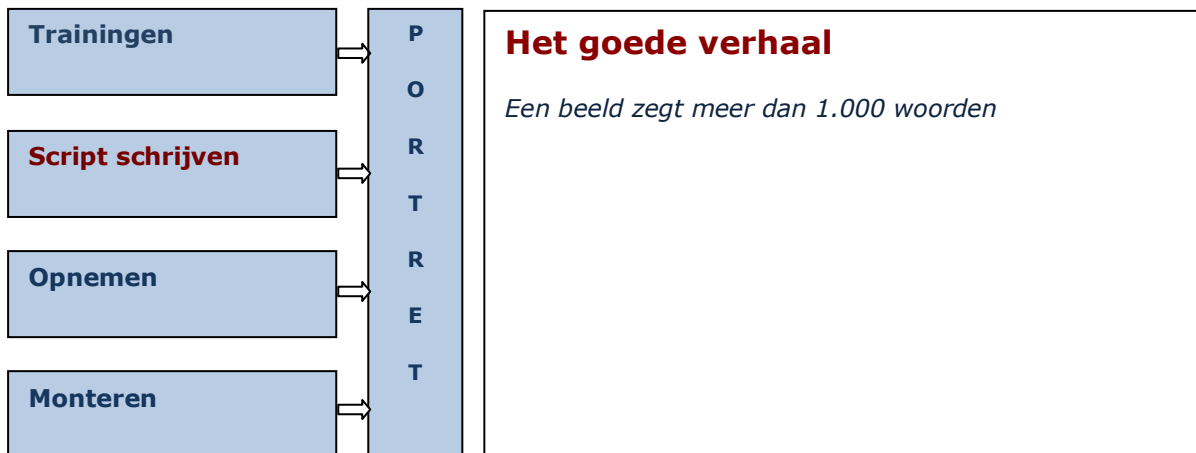 Trainingen
Script schrijven
Opnemen
Monteren
P
O
R
T
R
E
T
Het goede verhaal
Een beeld zegt meer dan 1.000 woorden